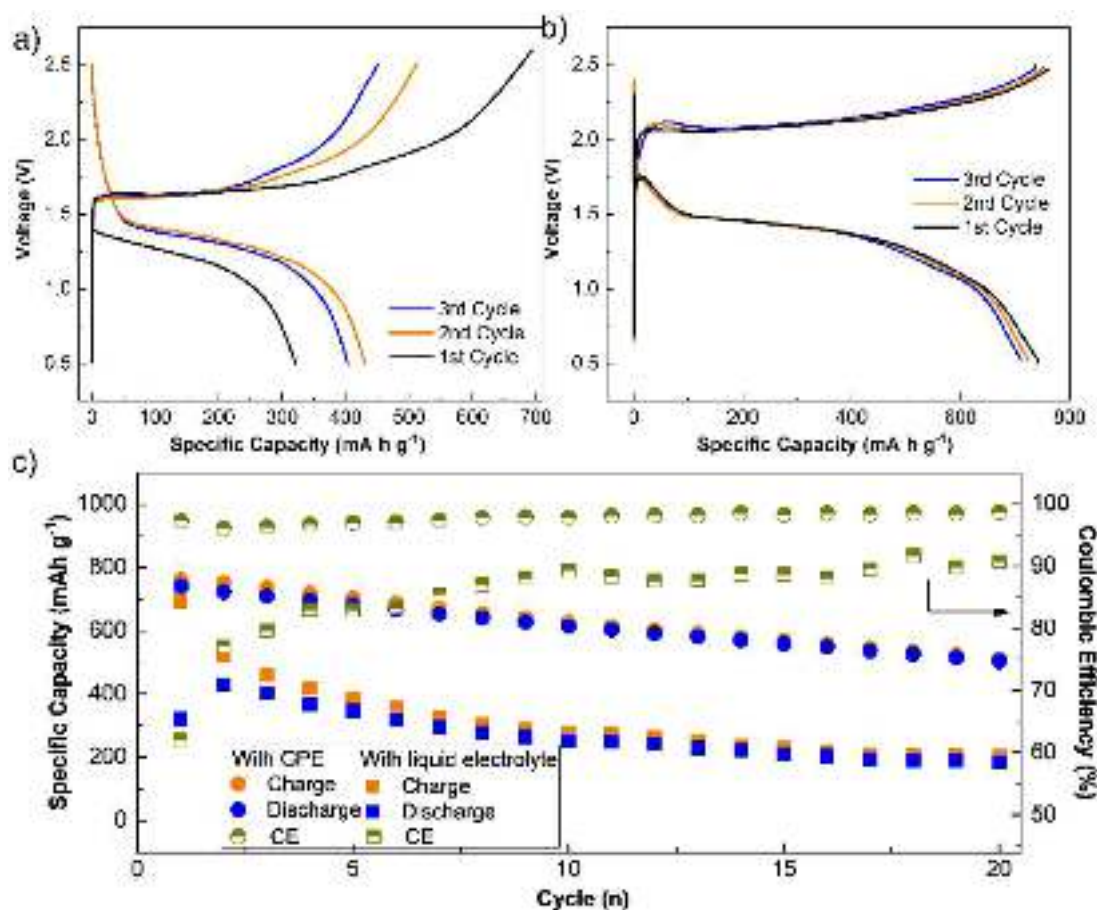 a)
Voltage (V)
2.5
2.0
1.5
1.0
0.5
3rd Cycle
2nd Cycle
1st Cycle
0 100 200 300 400 500 600 700
Specific Capacity (mA h g⁻¹)
b)
Voltage (V)
2.5
2.0
1.5
1.0
0.5
3rd Cycle
2nd Cycle
1st Cycle
0 200 400 600 800
Specific Capacity (mA h g⁻¹)
c)
Specific Capacity (mAh g⁻¹)
1000
800
600
400
200
0
With GPE With liquid electrolyte
Charge Charge
Discharge Discharge
CE CE
100
90
80
70
60
50
Coulombic Efficiency (%)
0 5 10 15 20
Cycle (n)